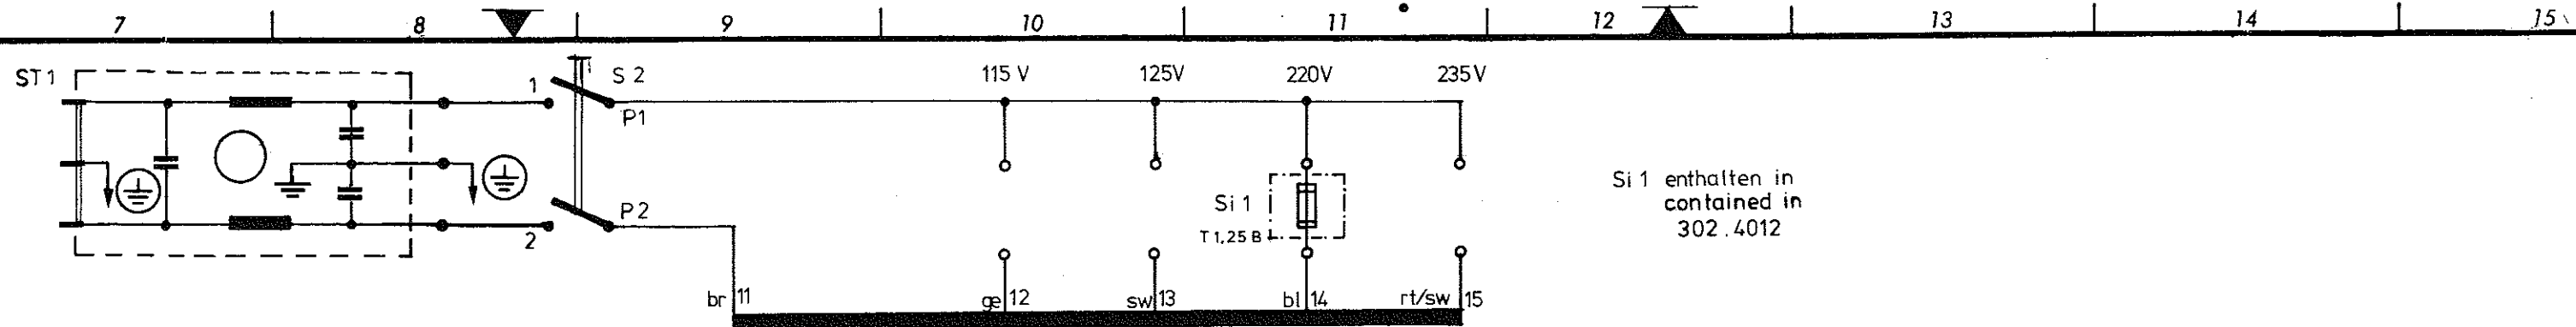 7 8 9 10 11 12 13 14 15
ST1 S 2 115 V 125V 220V 235V
1
P1
Si 1 enthalten in
contained in
302.4012
Si 1
P2
T1,25 B
2
br 11 ge 12 sw 13 bl 14 rt/sw 15